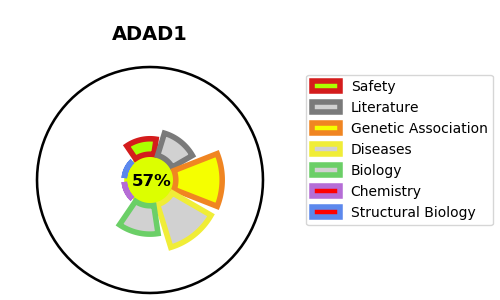 ADAD1
57%
Safety
Literature
Genetic Association
Diseases
Biology
Chemistry
Structural Biology